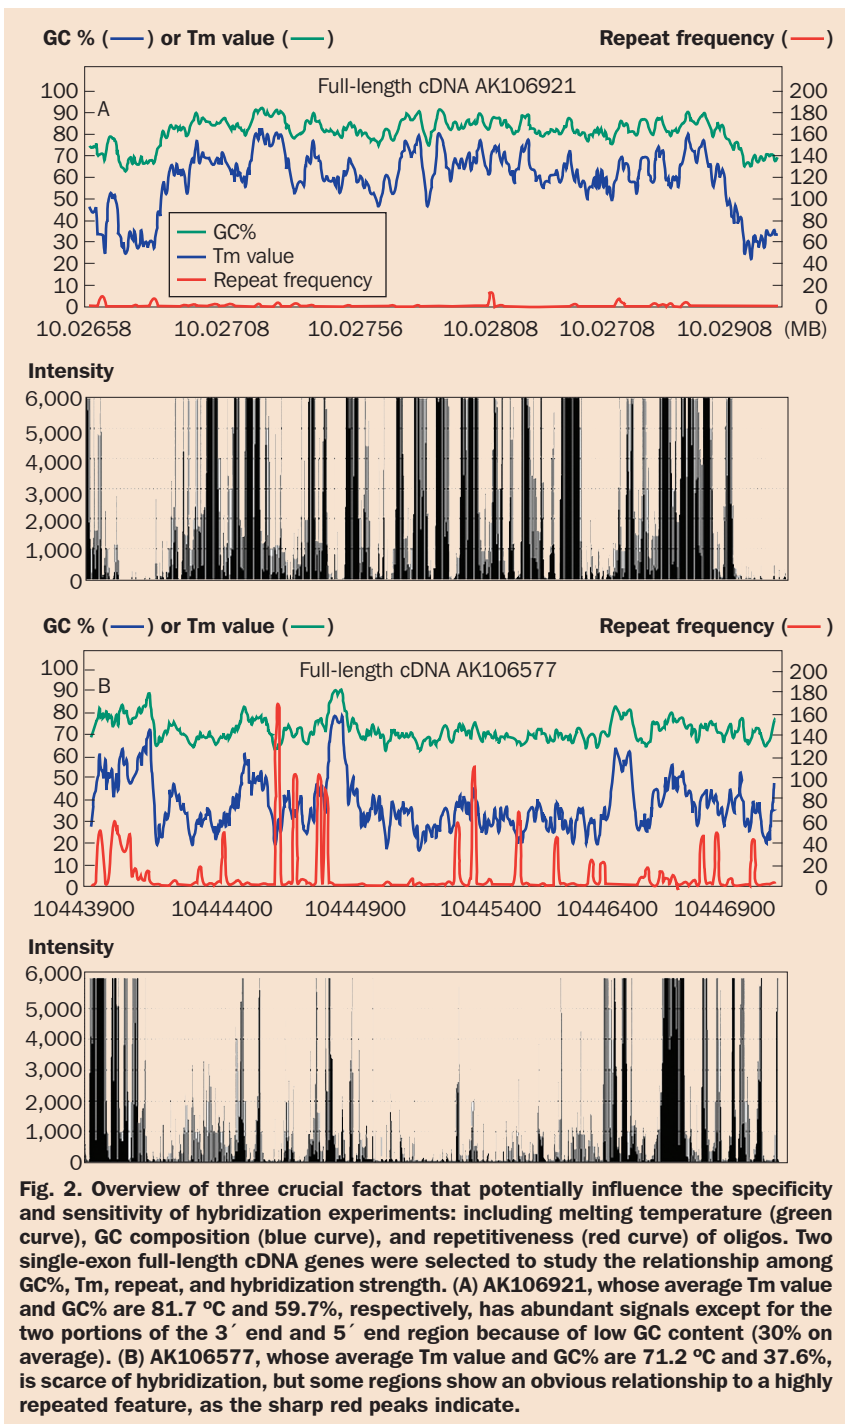 GC % ( ) or Tm value ( ) Repeat frequency ( )
Full-length cDNA AK106921
A
100 200
90 180
80 160
70 140
60 120
50 100
40 80
30 60
20 40
10 20
0 0
GC%
Tm value
Repeat frequency
10.02658 10.02708 10.02756 10.02808 10.02708 10.02908 (MB)
Intensity
6,000
5,000
4,000
3,000
2,000
1,000
0
GC % ( ) or Tm value ( ) Repeat frequency ( )
Full-length cDNA AK106577
B
100 200
90 180
80 160
70 140
60 120
50 100
40 80
30 60
20 40
10 20
0 0
10443900 10444400 10444900 10445400 10446400 10446900
Intensity
6,000
5,000
4,000
3,000
2,000
1,000
0
Fig. 2. Overview of three crucial factors that potentially influence the specificity
and sensitivity of hybridization experiments: including melting temperature (green
curve), GC composition (blue curve), and repetitiveness (red curve) of oligos. Two
single-exon full-length cDNA genes were selected to study the relationship among
GC%, Tm, repeat, and hybridization strength. (A) AK106921, whose average Tm value
and GC% are 81.7 ºC and 59.7%, respectively, has abundant signals except for the
two portions of the 3´ end and 5´ end region because of low GC content (30% on
average). (B) AK106577, whose average Tm value and GC% are 71.2 ºC and 37.6%,
is scarce of hybridization, but some regions show an obvious relationship to a highly
repeated feature, as the sharp red peaks indicate.